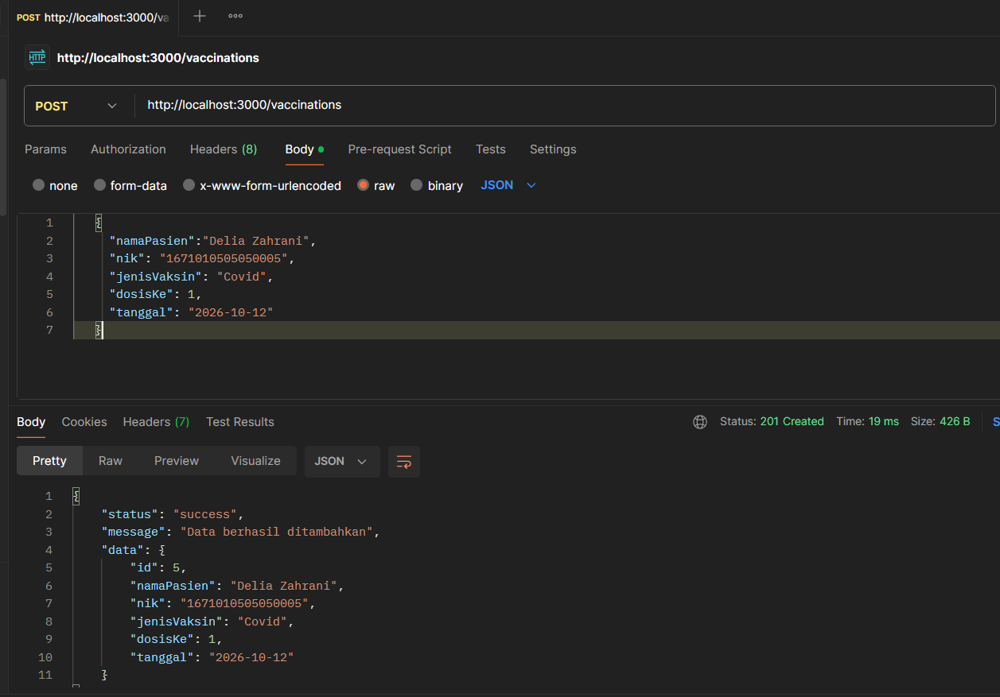 POST http://localhost:3000/va
http://localhost:3000/vaccinations
POST http://localhost:3000/vaccinations
Params Authorization Headers (8) Body Pre-request Script Tests Settings
none form-data x-www-form-urlencoded raw binary JSON
1 {
2 "namaPasien":"Delia Zahrani",
3 "nik": "1671010505050005",
4 "jenisVaksin": "Covid",
5 "dosisKe": 1,
6 "tanggal": "2026-10-12"
7 }
Body Cookies Headers (7) Test Results Status: 201 Created Time: 19 ms Size: 426 B S
Pretty Raw Preview Visualize JSON
1 {
2 "status": "success",
3 "message": "Data berhasil ditambahkan",
4 "data": {
5 "id": 5,
6 "namaPasien": "Delia Zahrani",
7 "nik": "1671010505050005",
8 "jenisVaksin": "Covid",
9 "dosisKe": 1,
10 "tanggal": "2026-10-12"
11 }